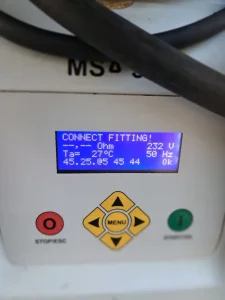 MS
CONNECT FITTING!
--,-- Ohm 232 V
Ta= 27°C 50 Hz
45.25.05 45 44 Ok
MENU
STOP/ESC